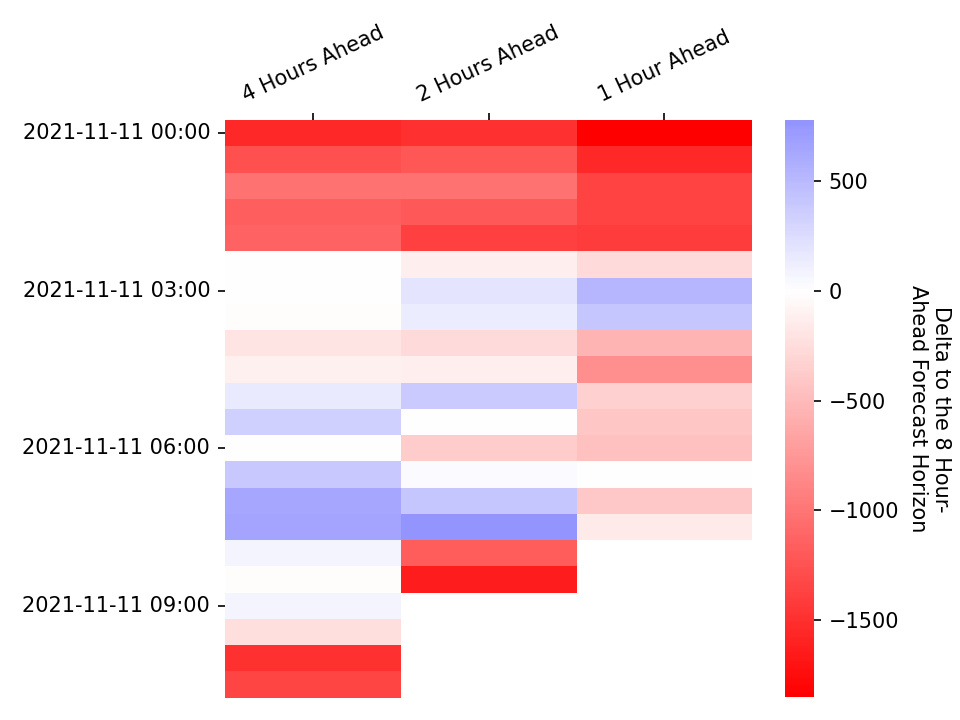 4 Hours Ahead
2 Hours Ahead
1 Hour Ahead
2021-11-11 00:00
2021-11-11 03:00
2021-11-11 06:00
2021-11-11 09:00
500
0
−500
−1000
−1500
Delta to the 8 Hour-
Ahead Forecast Horizon